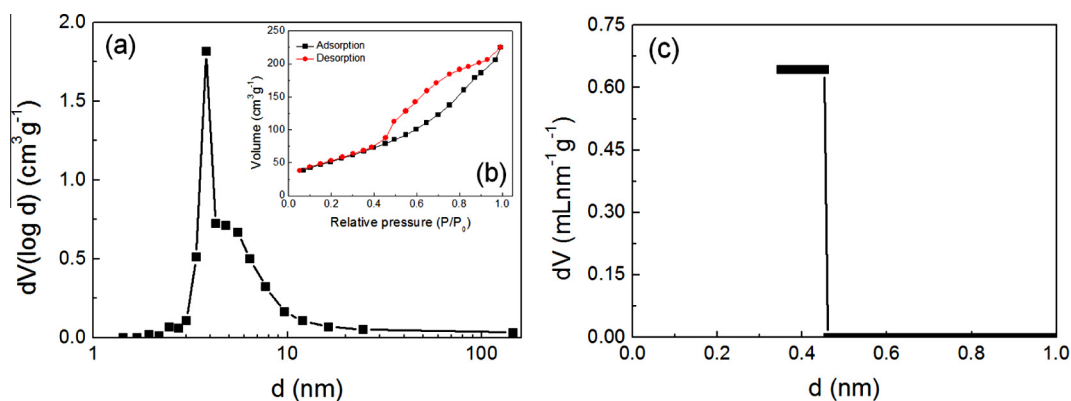 (a)
dV(log d) (cm³g⁻¹)
2.0
1.5
1.0
0.5
0.0
1
10
100
d (nm)
Adsorption
Desorption
(b)
Volume (cm³g⁻¹)
250
200
150
100
50
0
0.0
0.2
0.4
0.6
0.8
1.0
Relative pressure (P/P₀)
(c)
dV (mLnm⁻¹g⁻¹)
0.75
0.60
0.45
0.30
0.15
0.00
0.0
0.2
0.4
0.6
0.8
1.0
d (nm)